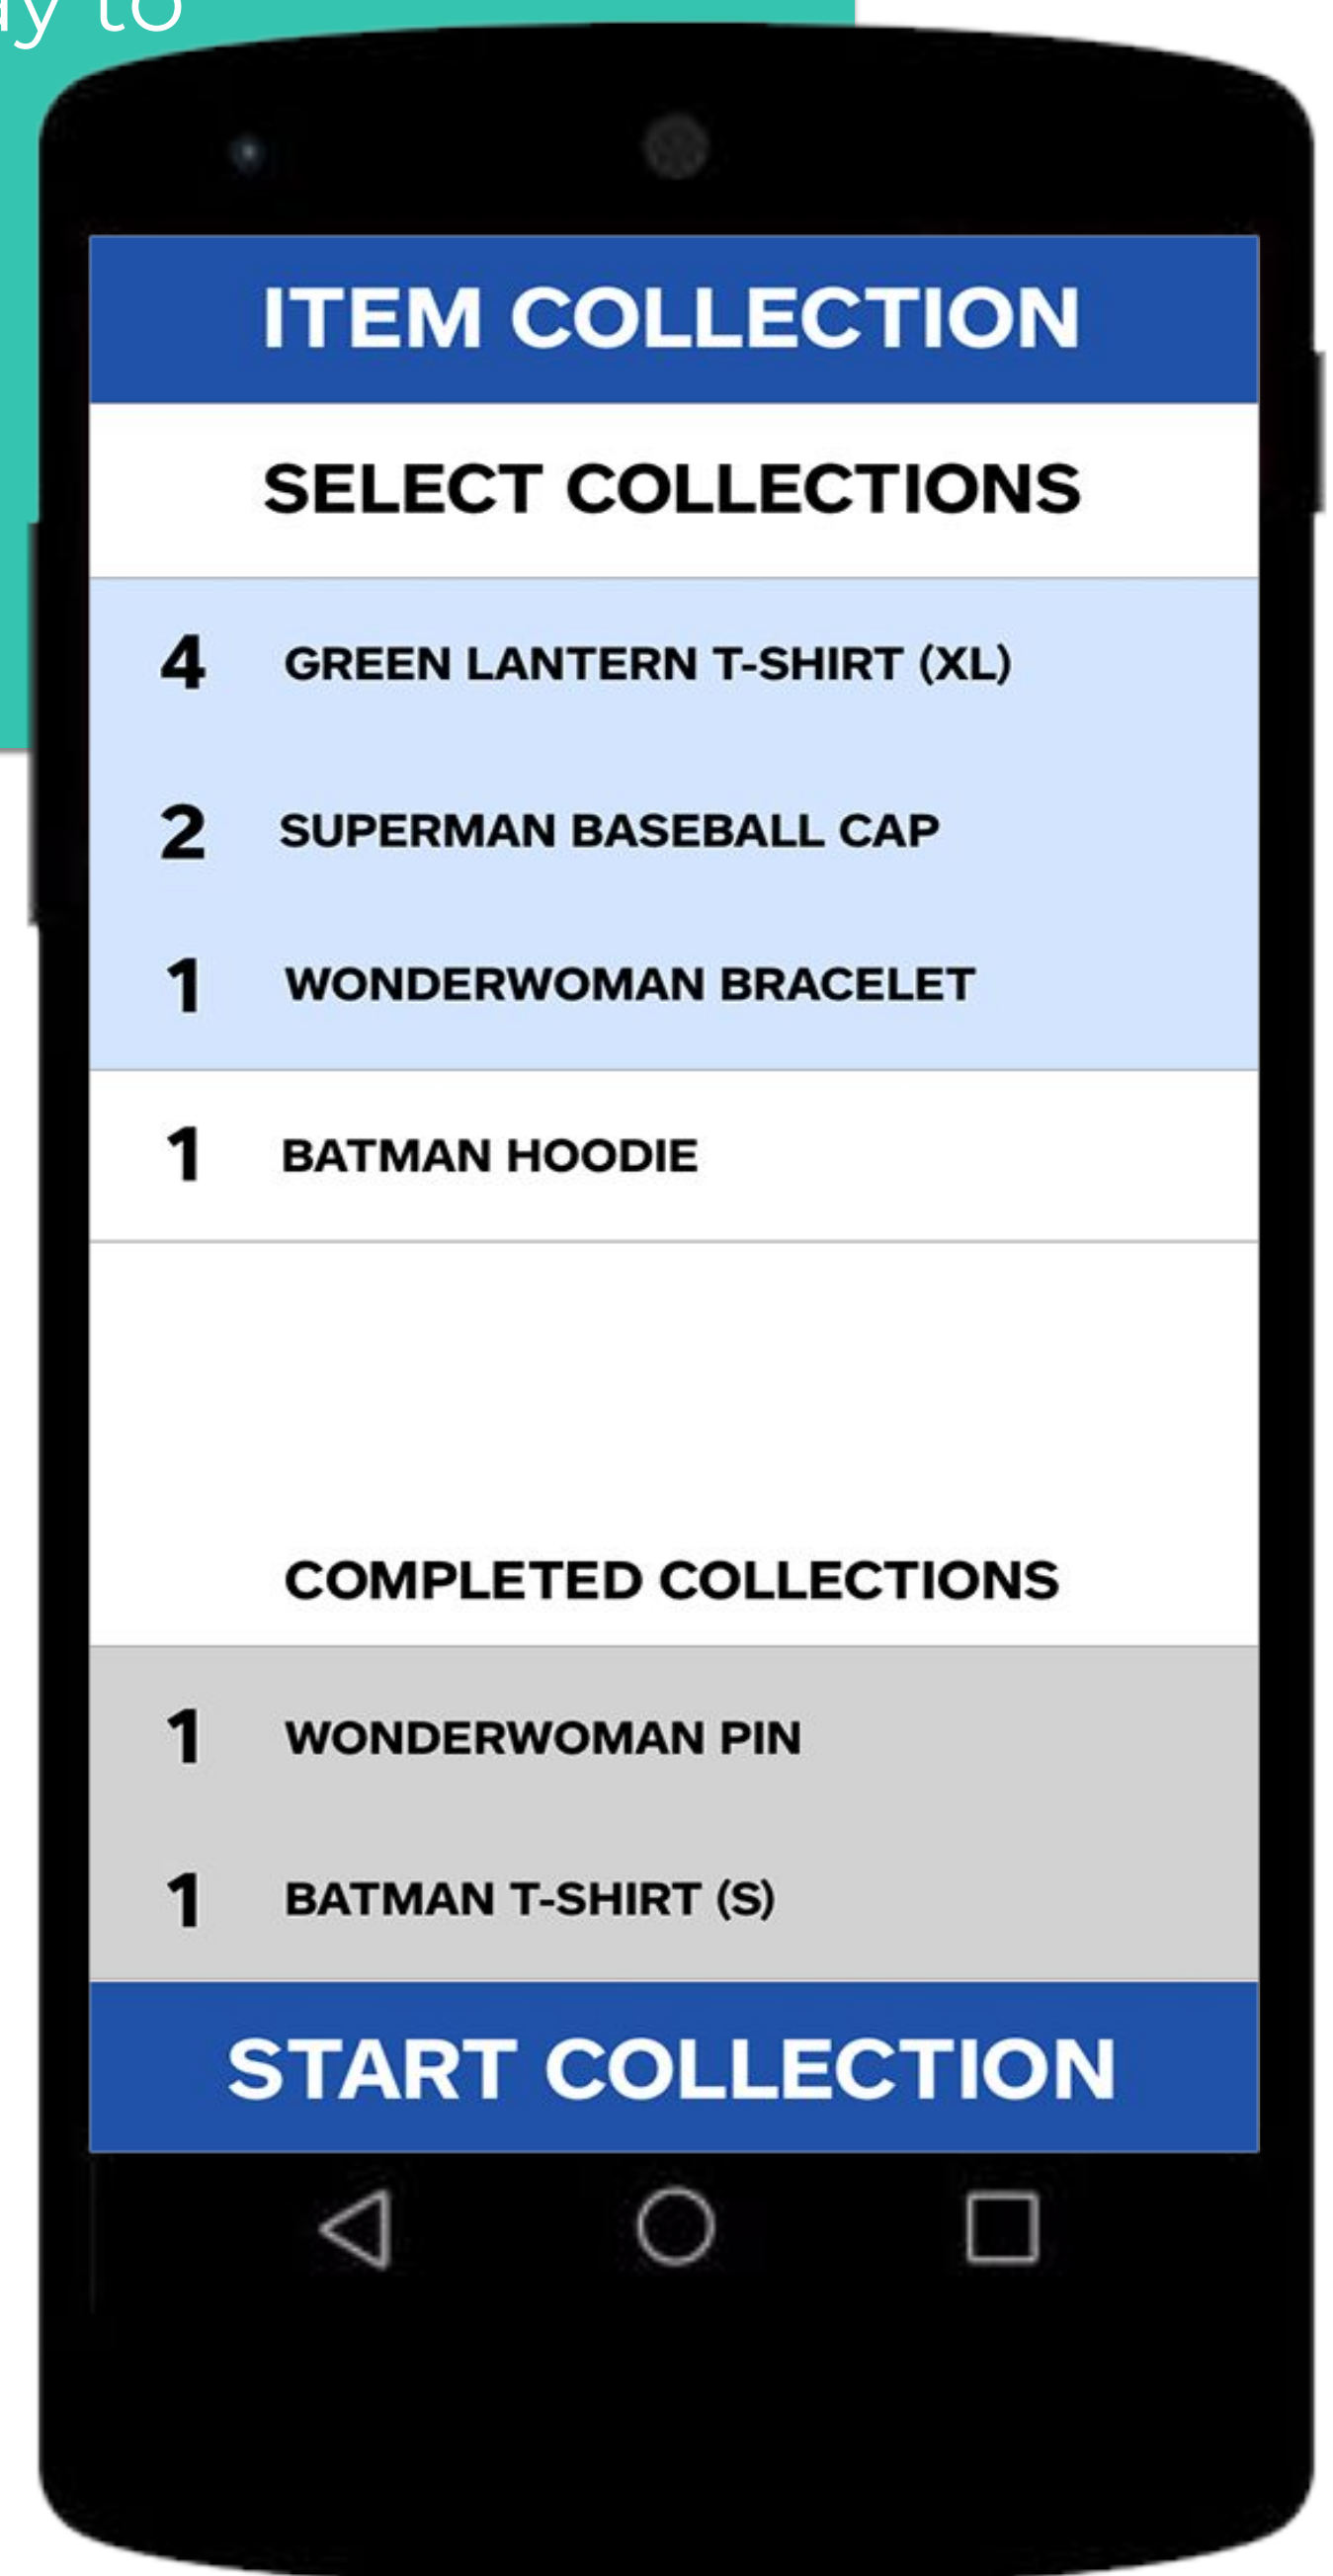 to
ITEM COLLECTION
SELECT COLLECTIONS
4 GREEN LANTERN T-SHIRT (XL)
2 SUPERMAN BASEBALL CAP
1 WONDERWOMAN BRACELET
1 BATMAN HOODIE
COMPLETED COLLECTIONS
1 WONDERWOMAN PIN
1 BATMAN T-SHIRT (S)
START COLLECTION